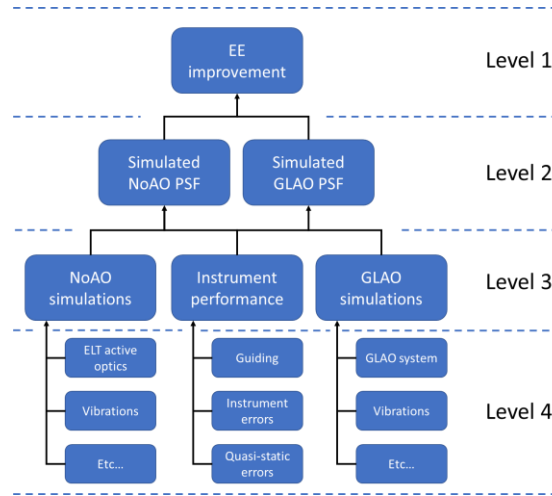 EE
improvement
Level 1
Simulated
NoAO PSF
Simulated
GLAO PSF
Level 2
NoAO
simulations
Instrument
performance
GLAO
simulations
Level 3
ELT active
optics
Guiding
GLAO system
Vibrations
Instrument
errors
Vibrations
Level 4
Etc...
Quasi-static
errors
Etc...